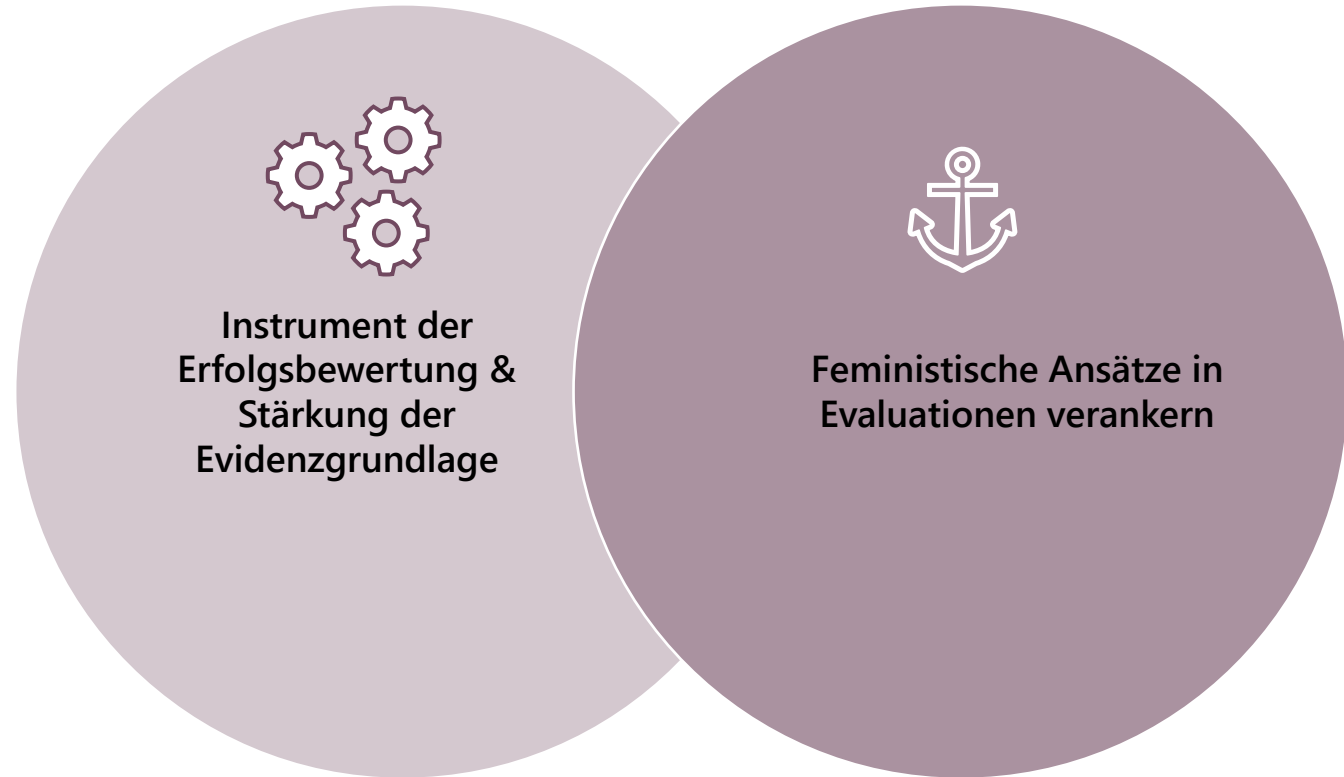 Instrument der
Erfolgsbewertung &
Stärkung der
Evidenzgrundlage
Feministische Ansätze in
Evaluationen verankern